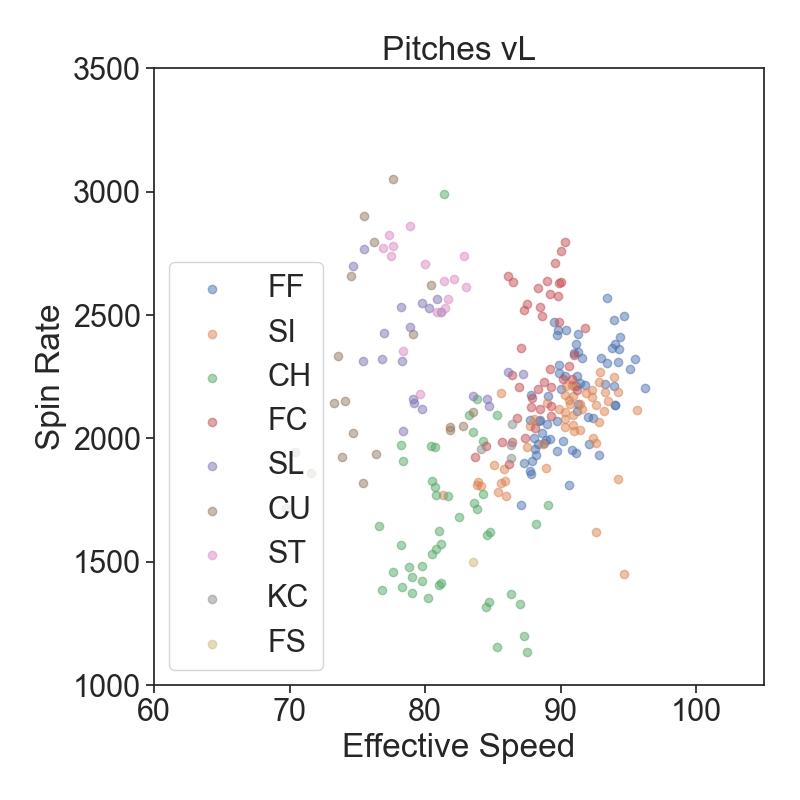 Pitches vL
3500
3000
2500
2000
1500
1000
Spin Rate
FF
SI
CH
FC
SL
CU
ST
KC
FS
60 70 80 90 100
Effective Speed